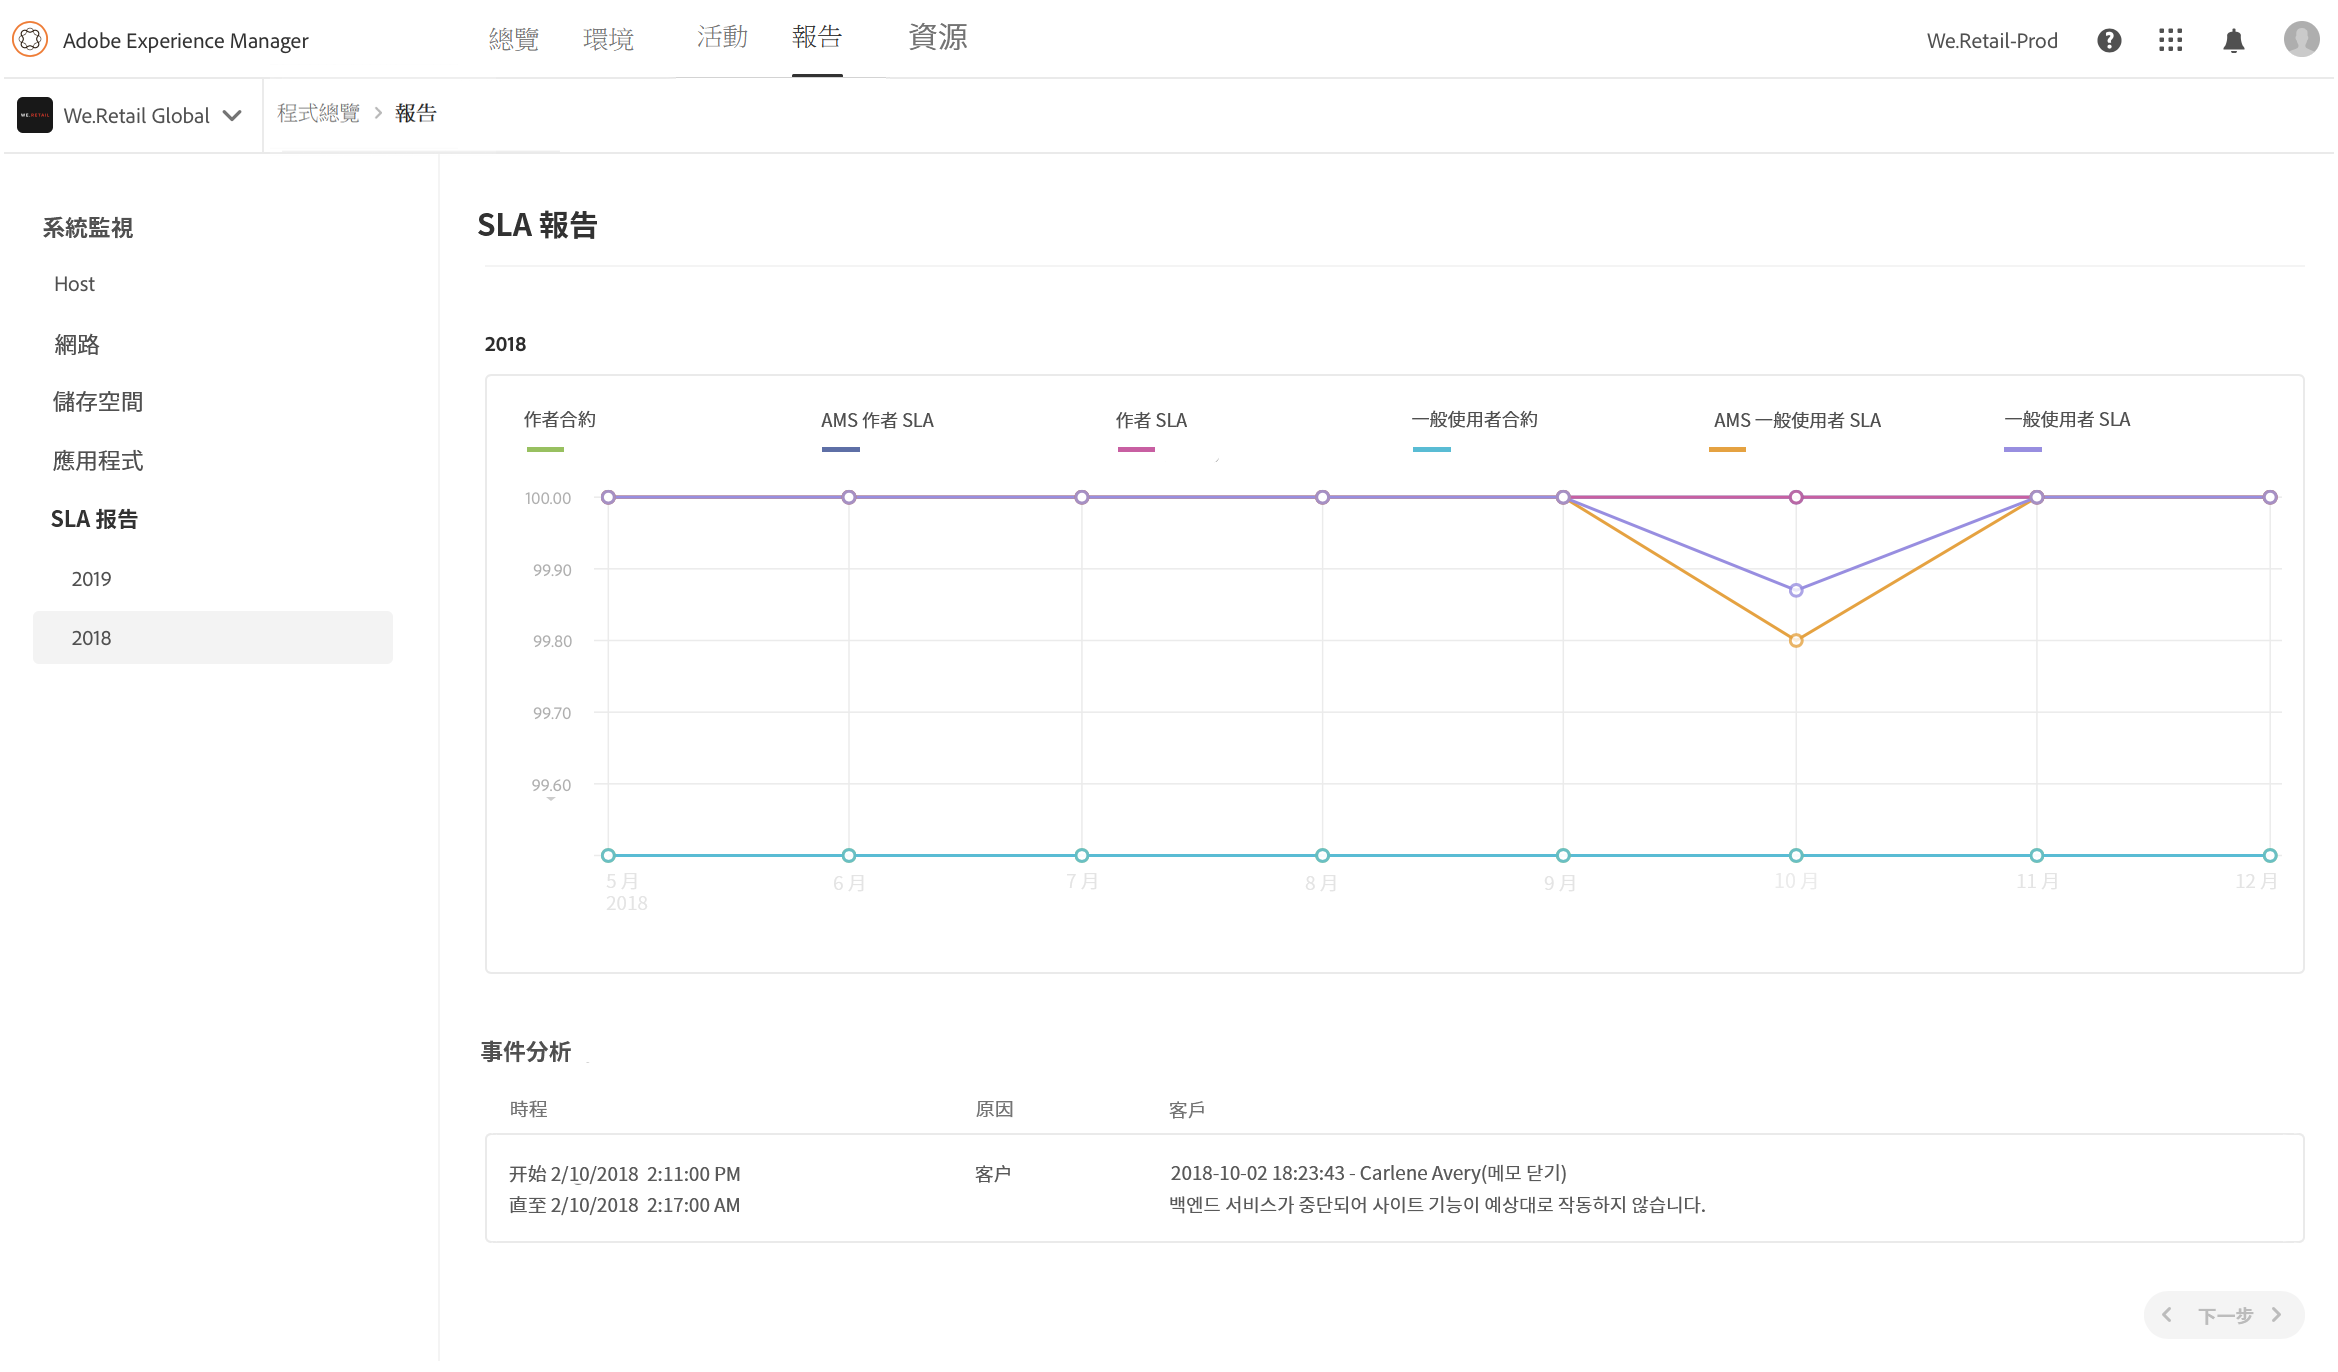 Adobe Experience Manager
總覽 環境 活動 報告 資源
We.Retail-Prod
WE.RETAIL
We.Retail Global
程式總覽 > 報告
系統監視
Host
網路
儲存空間
應用程式
SLA 报告
2019
2018
SLA 報告
2018
作者合約 AMS 作者 SLA 作者 SLA 一般使用者合約 AMS 一般使用者 SLA 一般使用者 SLA
100.00
99.90
99.80
99.70
99.60
5 月 6 月 7 月 8 月 9 月 10 月 11 月 12 月
2018
事件分析
時程 原因 客戶
开始 2/10/2018 2:11:00 PM 客户 2018-10-02 18:23:43 - Carlene Avery(메모 닫기)
直至 2/10/2018 2:17:00 AM 백엔드 서비스가 중단되어 사이트 기능이 예상대로 작동하지 않습니다.
下一步